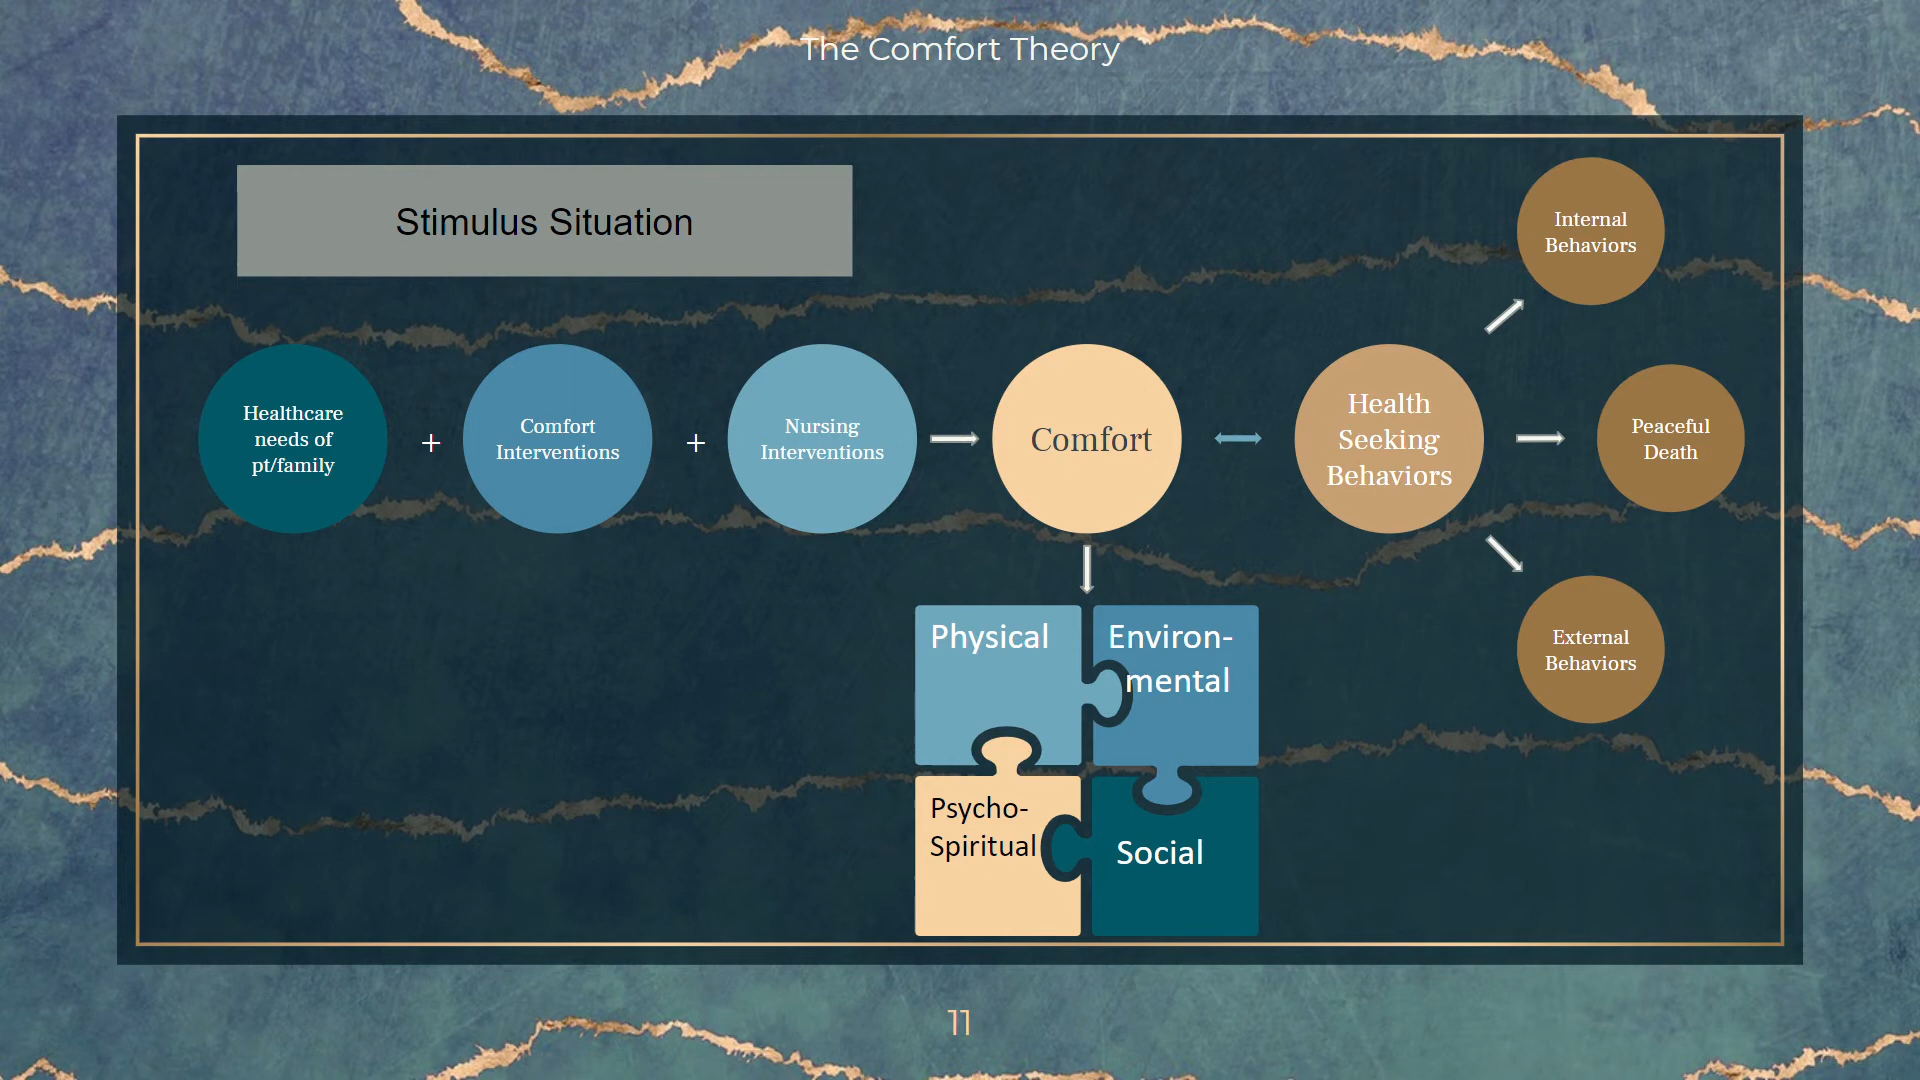 The Comfort Theory
Stimulus Situation
Internal
Behaviors
Healthcare
needs of
pt/family
+
Comfort
Interventions
+
Nursing
Interventions
Comfort
Health
Seeking
Behaviors
Peaceful
Death
External
Behaviors
Physical
Environ-
mental
Psycho-
Spiritual
Social
11